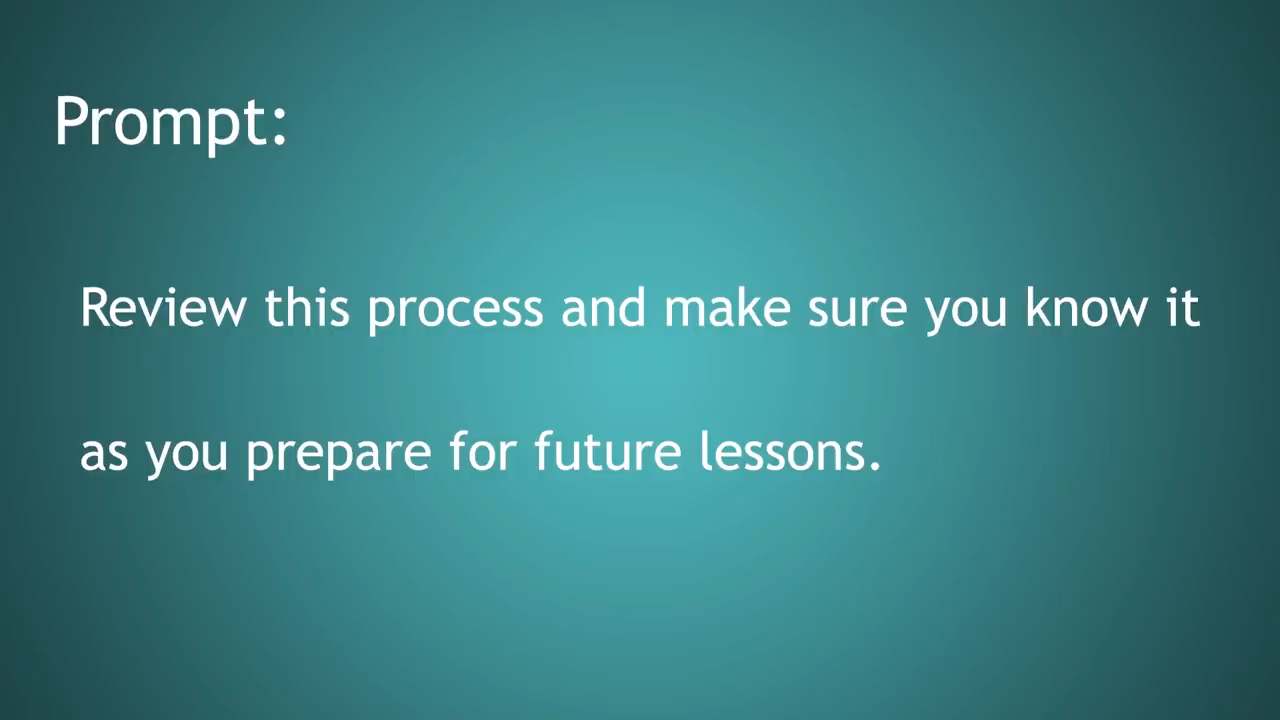 Prompt:
Review this process and make sure you know it
as you prepare for future lessons.